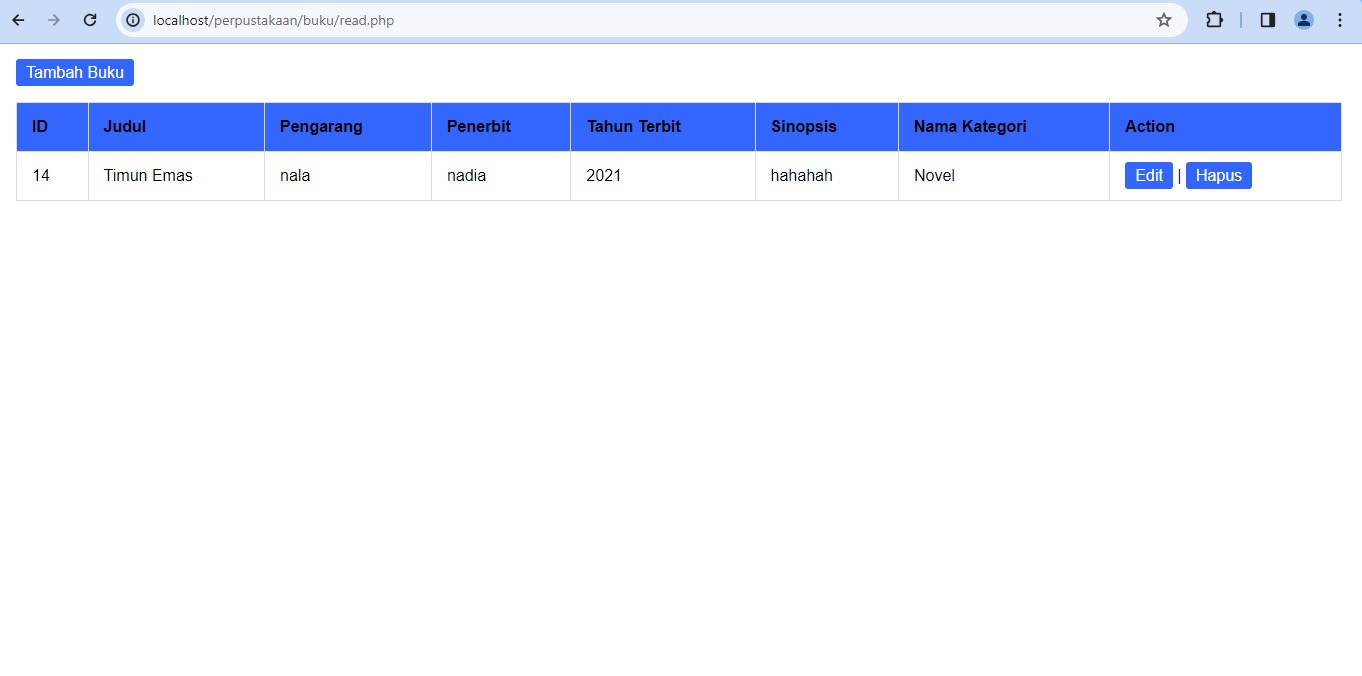 localhost/perpustakaan/buku/read.php
Tambah Buku
ID Judul Pengarang Penerbit Tahun Terbit Sinopsis Nama Kategori Action
14 Timun Emas nala nadia 2021 hahahah Novel Edit | Hapus